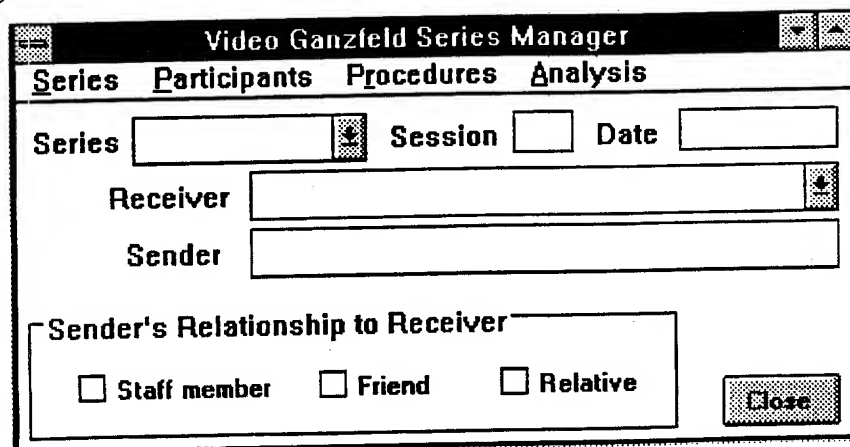 Video Ganzfeld Series Manager
Series Participants Procedures Analysis
Series Session Date
Receiver
Sender
Sender's Relationship to Receiver
Staff member Friend Relative
Close